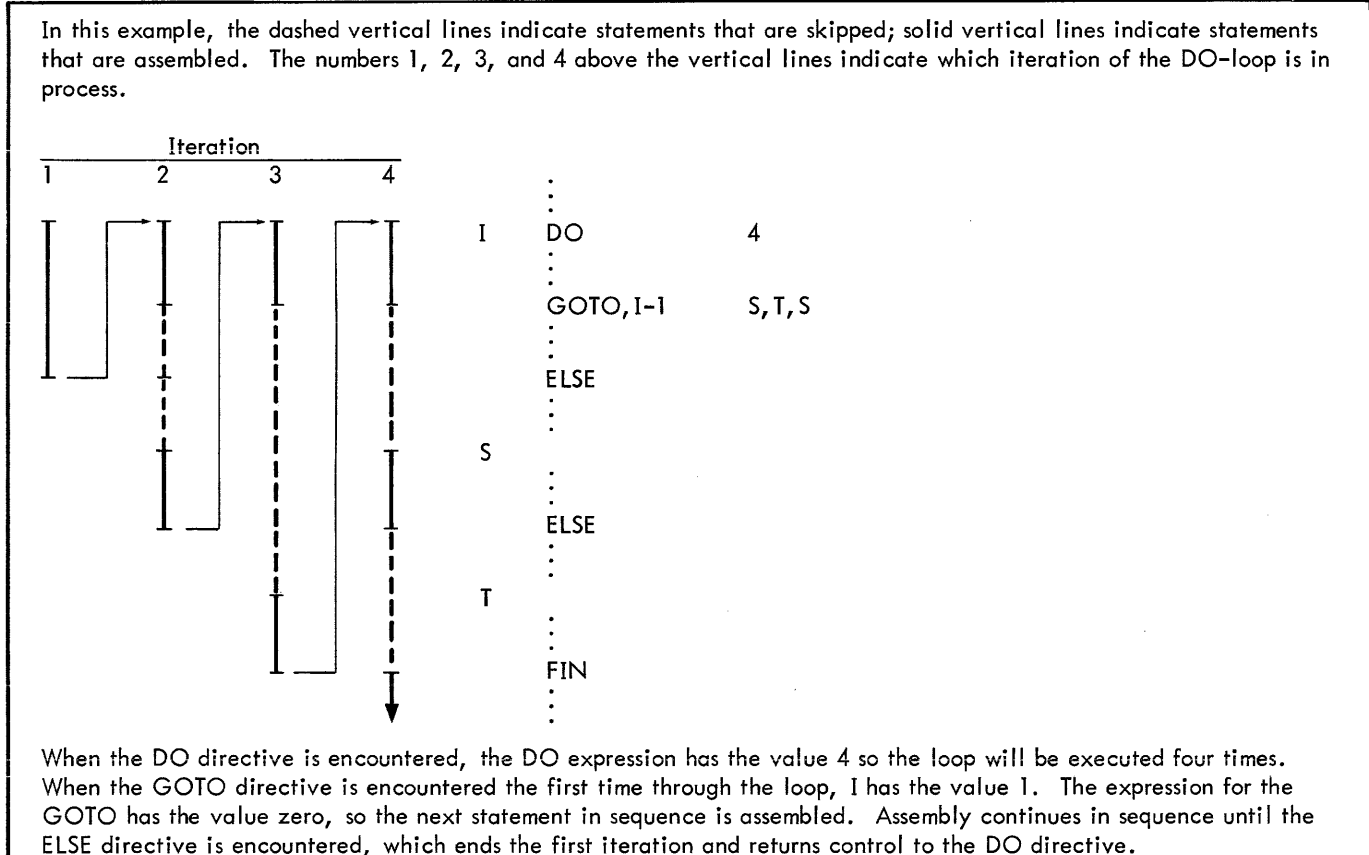 In this example, the dashed vertical lines indicate statements that are skipped; solid vertical lines indicate statements
that are assembled. The numbers 1, 2, 3, and 4 above the vertical lines indicate which iteration of the DO-loop is in
process.
Iteration
1 2 3 4
I DO 4
GOTO, I-1 S, T, S
ELSE
S
ELSE
T
FIN
When the DO directive is encountered, the DO expression has the value 4 so the loop will be executed four times.
When the GOTO directive is encountered the first time through the loop, I has the value 1. The expression for the
GOTO has the value zero, so the next statement in sequence is assembled. Assembly continues in sequence until the
ELSE directive is encountered, which ends the first iteration and returns control to the DO directive.